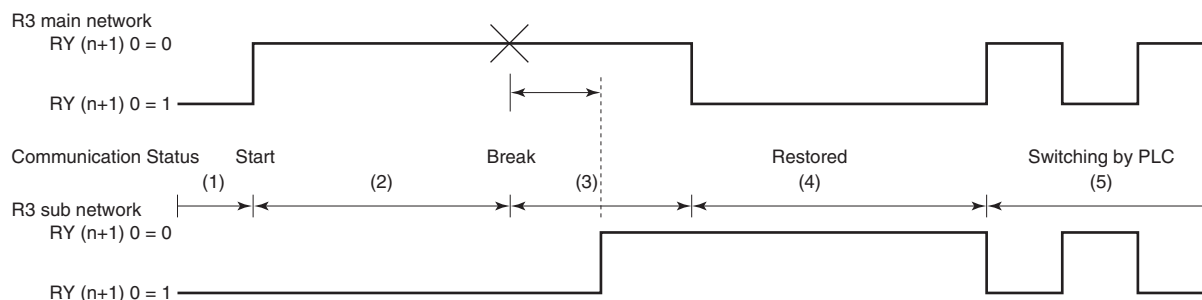 R3 main network
RY (n+1) 0 = 0
RY (n+1) 0 = 1
Communication Status Start Break Restored Switching by PLC
(1) (2) (3) (4) (5)
R3 sub network
RY (n+1) 0 = 0
RY (n+1) 0 = 1